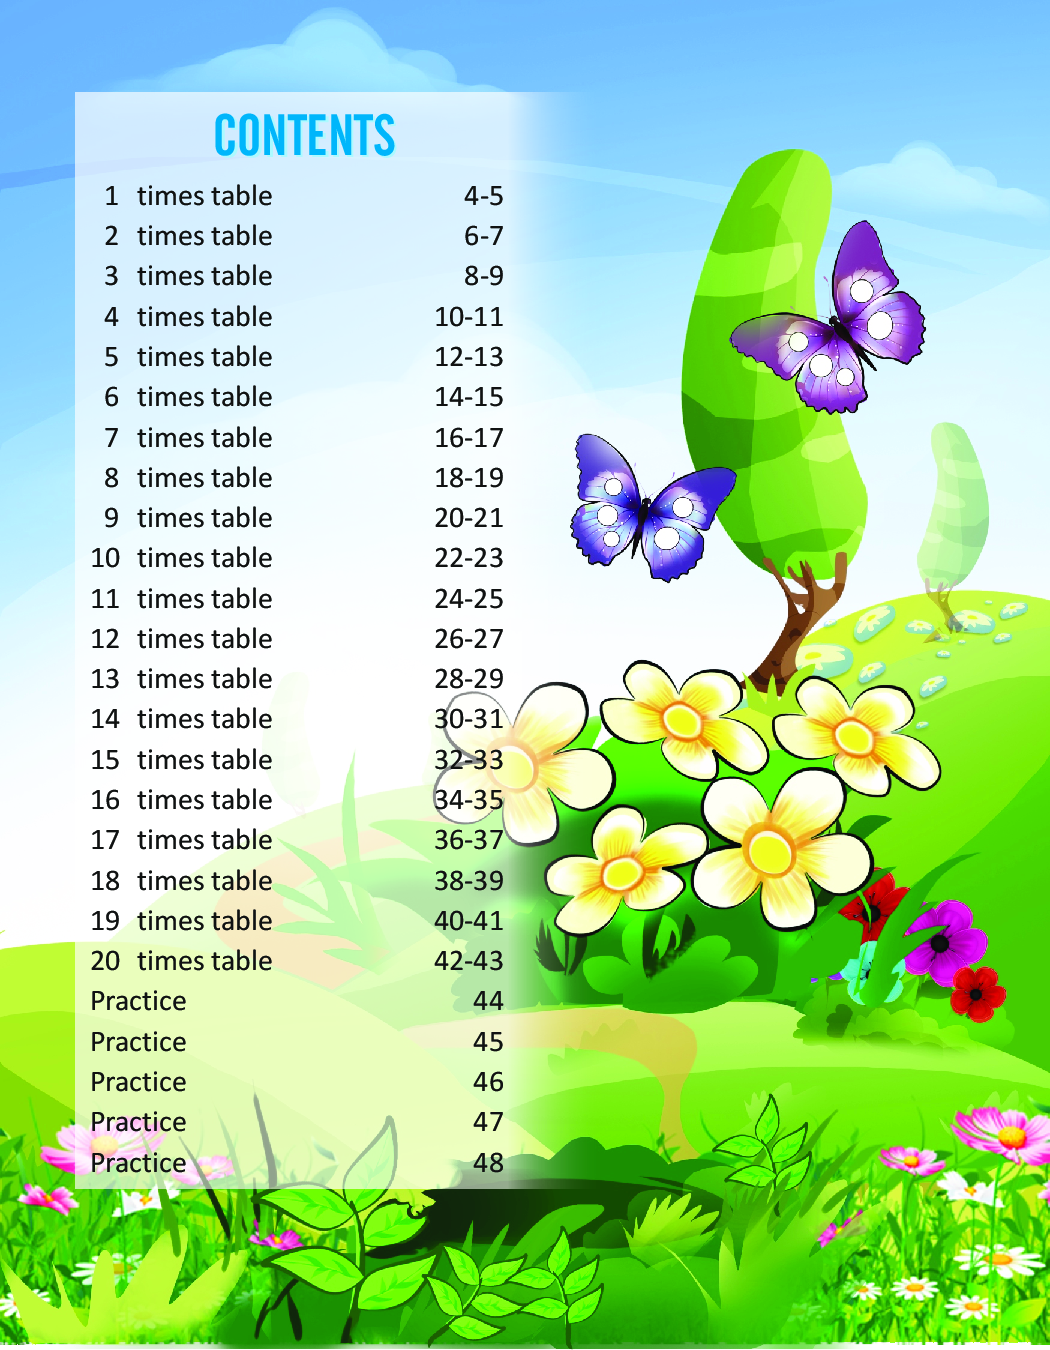 CONTENTS
1 times table 4-5
2 times table 6-7
3 times table 8-9
4 times table 10-11
5 times table 12-13
6 times table 14-15
7 times table 16-17
8 times table 18-19
9 times table 20-21
10 times table 22-23
11 times table 24-25
12 times table 26-27
13 times table 28-29
14 times table 30-31
15 times table 32-33
16 times table 34-35
17 times table 36-37
18 times table 38-39
19 times table 40-41
20 times table 42-43
Practice 44
Practice 45
Practice 46
Practice 47
Practice 48